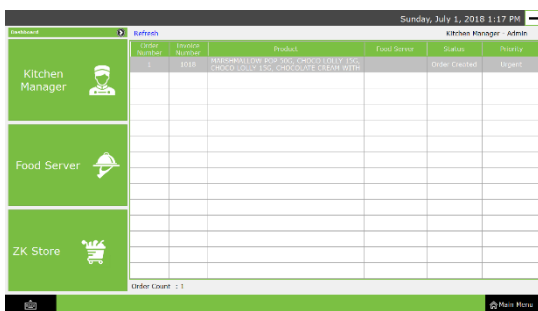 Sunday, July 1, 2018 1:17 PM
Dashboard
Refresh
Kitchen Manager - Admin
Order Number
Invoice Number
Product
Food Server
Status
Priority
1
1010
MARSHMALLOW POP 50G, CHOCO LOLLY 15G,
CHOCO LOLLY 15G, CHOCOLATE CREAM WITH
Order Created
Urgent
Kitchen
Manager
Food Server
ZK Store
Order Count : 1
Main Menu